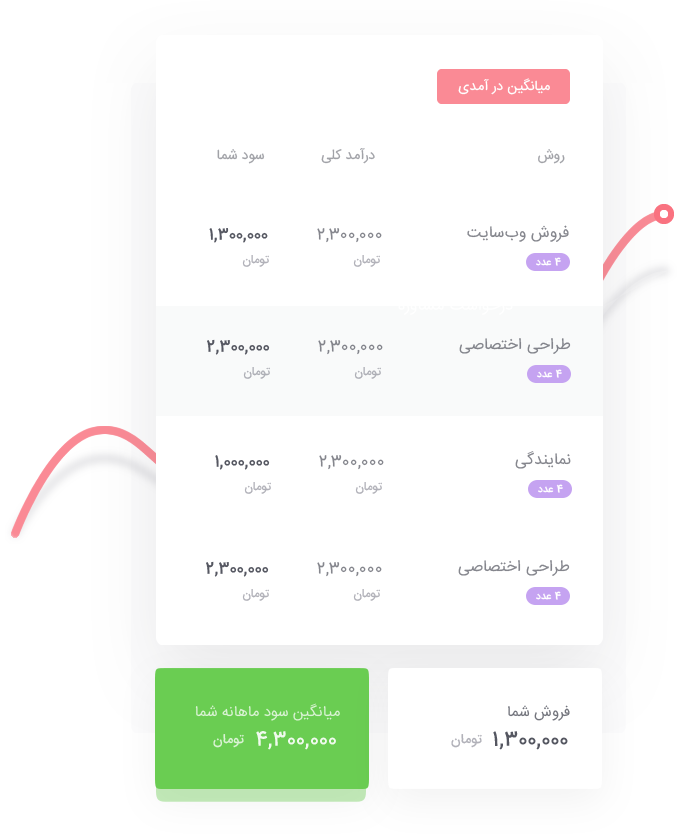 میانگین در آمدی
روش درآمد کلی سود شما
فروش وب‌سایت ۲,۳۰۰,۰۰۰ ۱,۳۰۰,۰۰۰
۴ عدد تومان تومان
طراحی اختصاصی ۲,۳۰۰,۰۰۰ ۲,۳۰۰,۰۰۰
۴ عدد تومان تومان
نمایندگی ۲,۳۰۰,۰۰۰ ۱,۰۰۰,۰۰۰
۴ عدد تومان تومان
طراحی اختصاصی ۲,۳۰۰,۰۰۰ ۲,۳۰۰,۰۰۰
۴ عدد تومان تومان
فروش شما
۱,۳۰۰,۰۰۰ تومان
میانگین سود ماهانه شما
۴,۳۰۰,۰۰۰ تومان